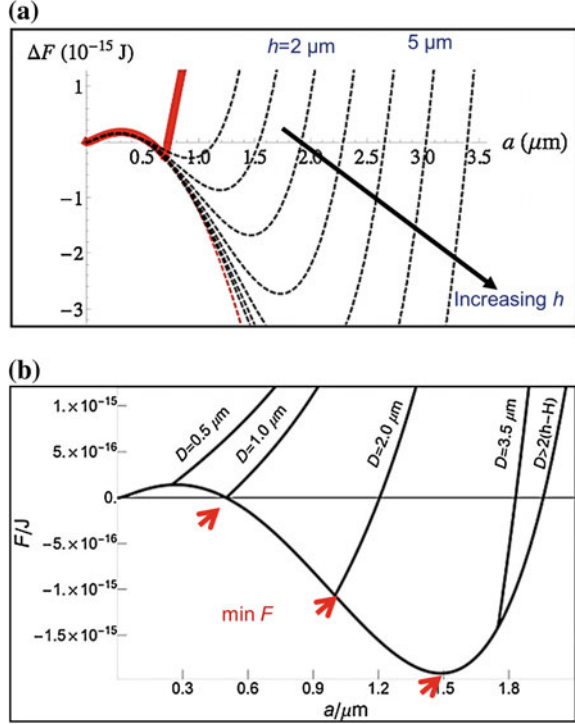 (a)
ΔF (10⁻¹⁵ J)
h=2 μm
5 μm
1
0
0.5 1.0 1.5 2.0 2.5 3.0 3.5
a (μm)
-1
-2
-3
Increasing h
(b)
1.×10⁻¹⁵
5.×10⁻¹⁶
0.
-5.×10⁻¹⁶
-1.×10⁻¹⁵
-1.5×10⁻¹⁵
F/J
D=0.5 μm
D=1.0 μm
D=2.0 μm
D=3.5 μm
D>2(h-H)
min F
0.3 0.6 0.9 1.2 1.5 1.8
a/μm